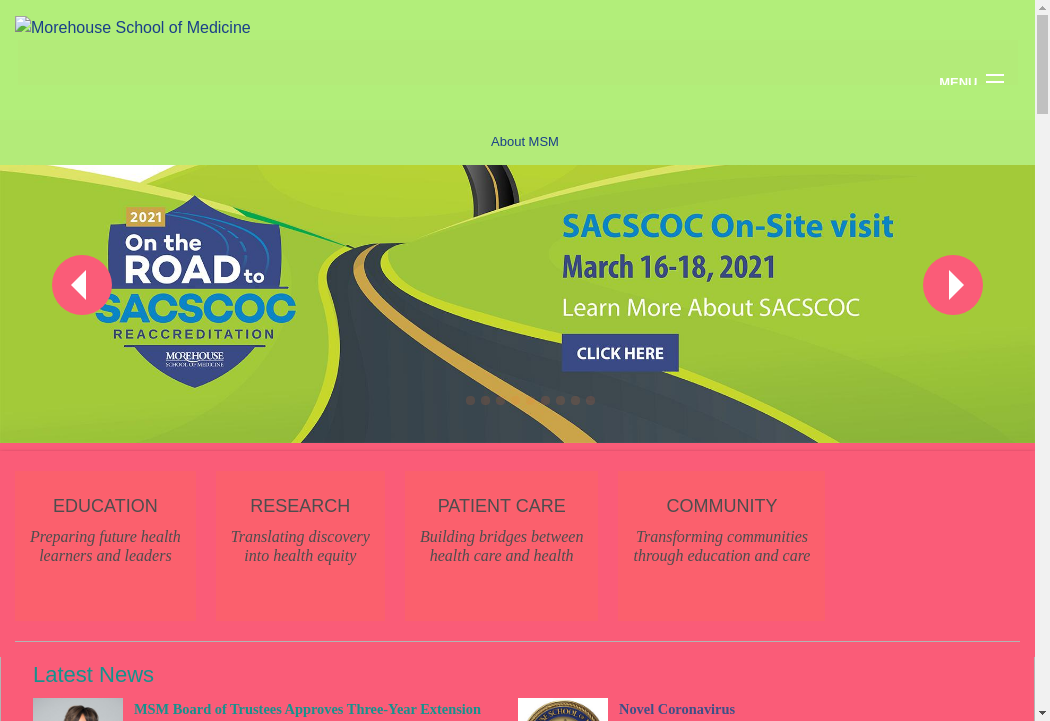 Morehouse School of Medicine
MENU
About MSM
2021
On the
ROAD to
SACSCOC
REACCREDITATION
MOREHOUSE
SCHOOL OF MEDICINE
SACSCOC On-Site visit
March 16-18, 2021
Learn More About SACSCOC
CLICK HERE
EDUCATION
Preparing future health
learners and leaders
RESEARCH
Translating discovery
into health equity
PATIENT CARE
Building bridges between
health care and health
COMMUNITY
Transforming communities
through education and care
Latest News
MSM Board of Trustees Approves Three-Year Extension
Novel Coronavirus